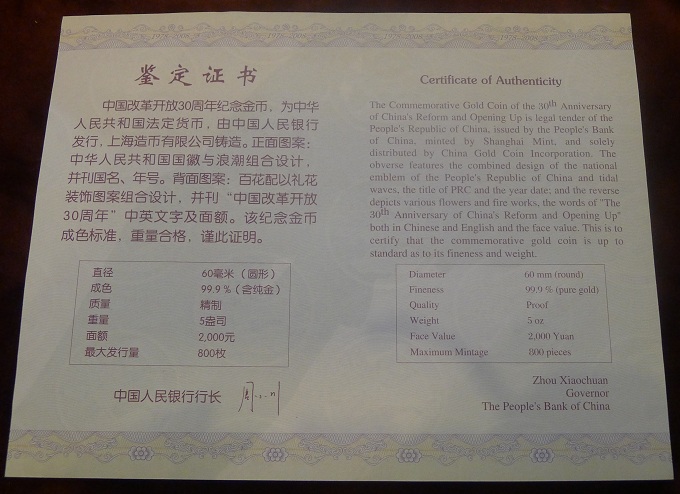 鉴定证书
中国改革开放30周年纪念金币，为中华
人民共和国法定货币，由中国人民银行
发行，上海造币有限公司铸造。正面图案：
中华人民共和国国徽与浪潮组合设计，
并刊国名、年号。背面图案：百花配以礼花
装饰图案组合设计，并刊“中国改革开放
30周年”中英文字及面额。该纪念金币
成色标准，重量合格，谨此证明。
直径 60毫米（圆形）
成色 99.9％（含纯金）
质量 精制
重量 5盎司
面额 2,000元
最大发行量 800枚
中国人民银行行长
Certificate of Authenticity
The Commemorative Gold Coin of the 30th Anniversary
of China's Reform and Opening Up is legal tender of the
People's Republic of China, issued by the People's Bank
of China, minted by Shanghai Mint, and solely
distributed by China Gold Coin Incorporation. The
obverse features the combined design of the national
emblem of the People's Republic of China and tidal
waves, the title of PRC and the year date; and the reverse
depicts various flowers and fire works, the words of "The
30th Anniversary of China's Reform and Opening Up"
both in Chinese and English and the face value. This is to
certify that the commemorative gold coin is up to
standard as to its fineness and weight.
Diameter 60 mm (round)
Fineness 99.9 % (pure gold)
Quality Proof
Weight 5 oz
Face Value 2,000 Yuan
Maximum Mintage 800 pieces
Zhou Xiaochuan
Governor
The People's Bank of China